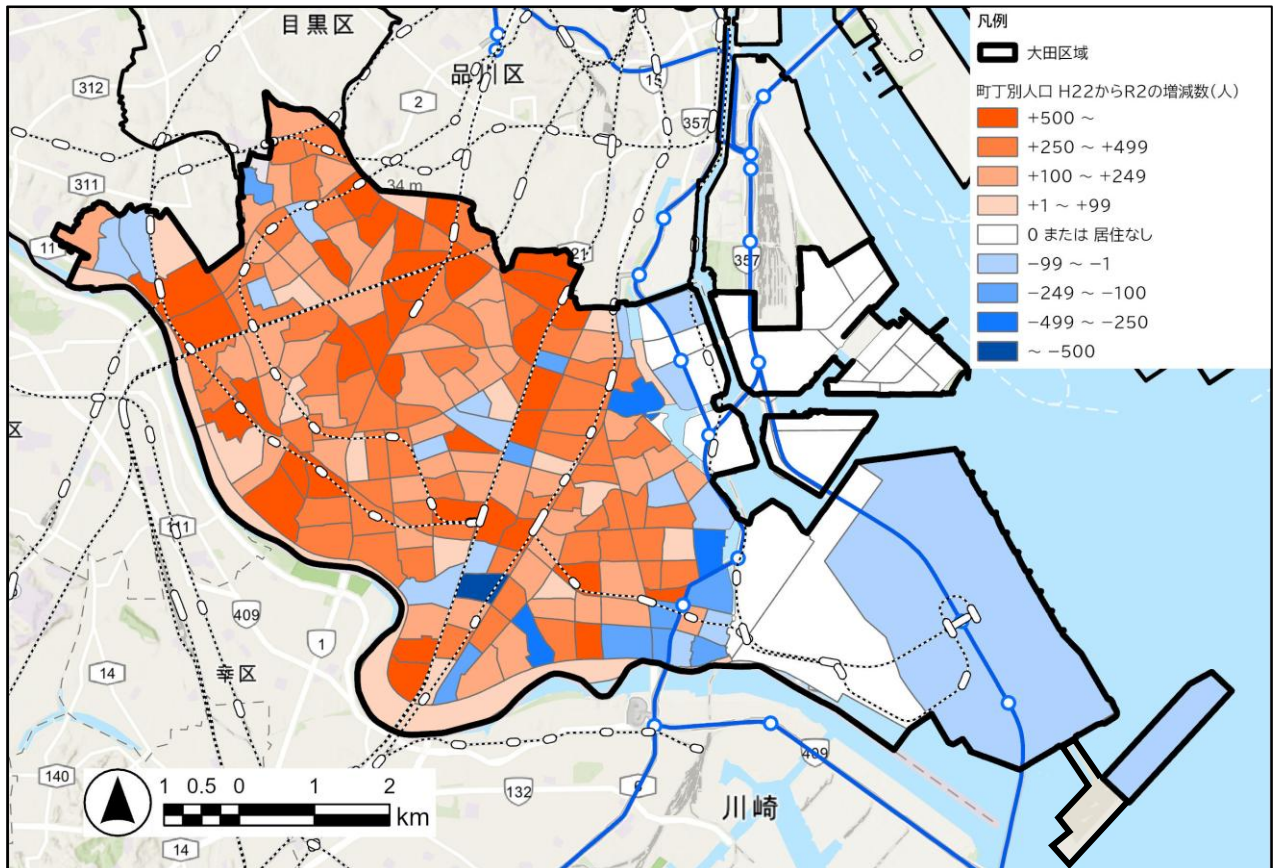 目黒区
品川区
312
2
15
357
311
34 m
11
21
357
凡例
大田区域
町丁別人口 H22からR2の増減数(人)
+500 ~
+250 ~ +499
+100 ~ +249
+1 ~ +99
0 または 居住なし
-99 ~ -1
-249 ~ -100
-499 ~ -250
~ -500
区
111
409
1
14
幸区
409
140
132
6
川崎
14
1 0.5 0 1 2
km